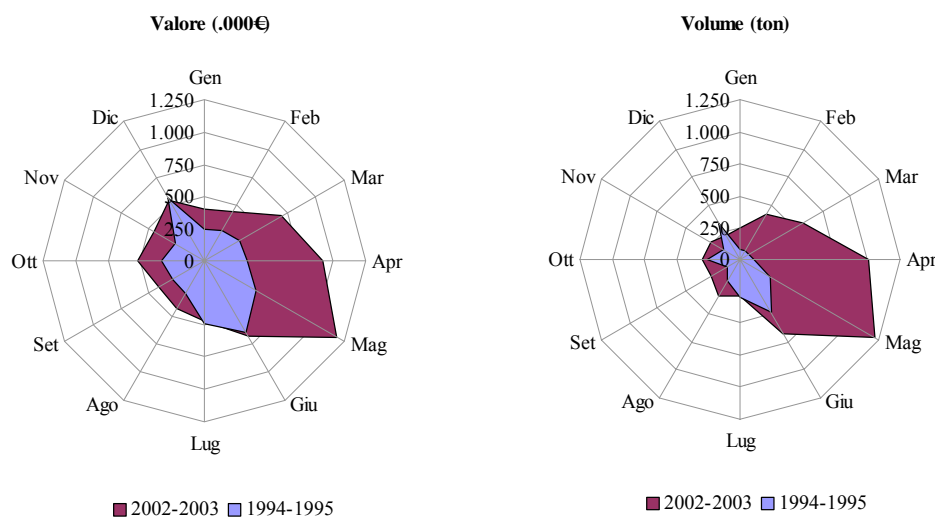 Valore (.000€)
Gen
Feb
Mar
Apr
Mag
Giu
Lug
Ago
Set
Ott
Nov
Dic
1.250
1.000
750
500
250
0
2002-2003 1994-1995
Volume (ton)
Gen
Feb
Mar
Apr
Mag
Giu
Lug
Ago
Set
Ott
Nov
Dic
1.250
1.000
750
500
250
0
2002-2003 1994-1995